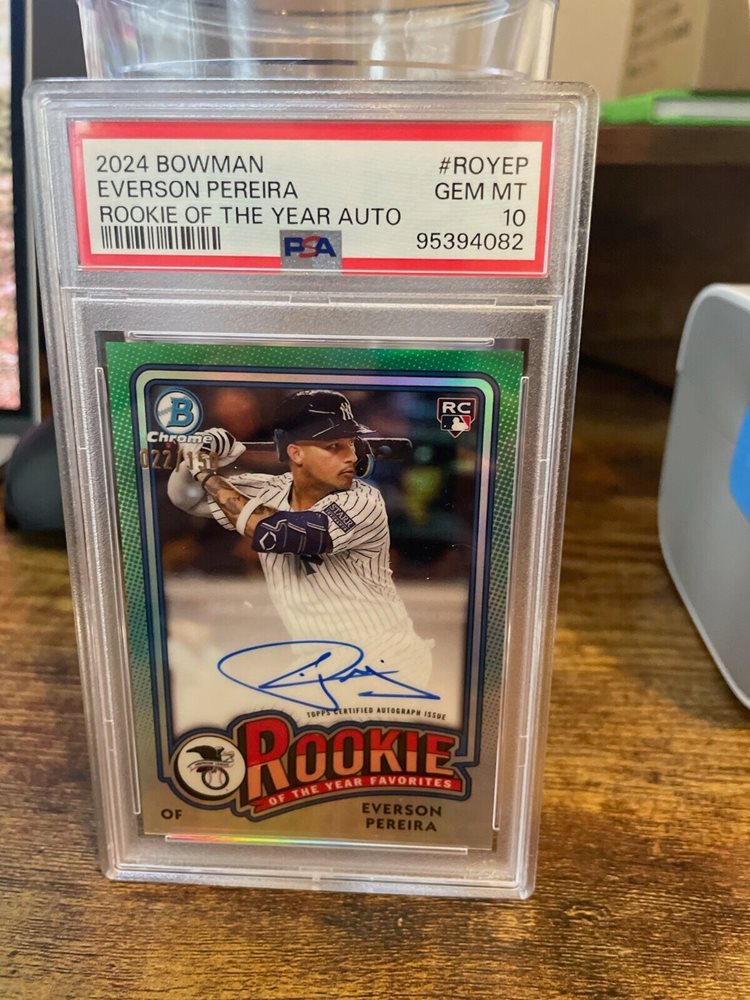 2024 BOWMAN #ROYEP
EVERSON PEREIRA GEM MT
ROOKIE OF THE YEAR AUTO 10
PSA 95394082
B
Chrome
RC
STARR
TOPPS CERTIFIED AUTOGRAPH ISSUE
ROOKIE
OF THE YEAR FAVORITES
OF
EVERSON
PEREIRA